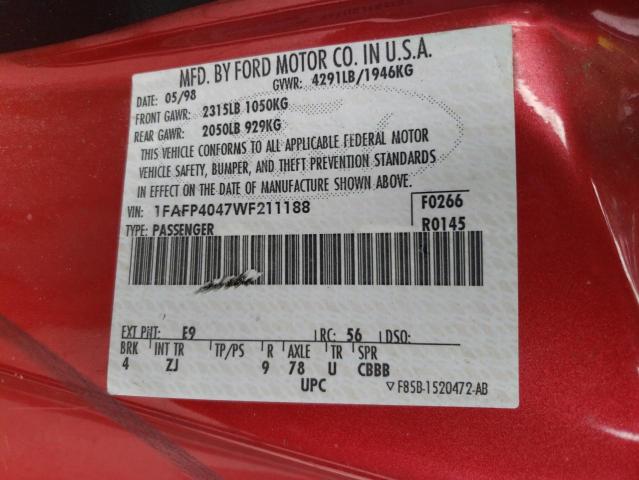 MFD. BY FORD MOTOR CO. IN U.S.A.
DATE: 05/98 GVWR: 4291LB/1946KG
FRONT GAWR: 2315LB 1050KG
REAR GAWR: 2050LB 929KG
THIS VEHICLE CONFORMS TO ALL APPLICABLE FEDERAL MOTOR
VEHICLE SAFETY, BUMPER, AND THEFT PREVENTION STANDARDS
IN EFFECT ON THE DATE OF MANUFACTURE SHOWN ABOVE.
VIN: 1FAFP4047WF211188 F0266
TYPE: PASSENGER R0145
EXT PNT: E9 RC: 56 DSO:
BRK INT TR TP/PS R AXLE TR SPR
4 ZJ 9 78 U CBBB
UPC ▽ F85B-1520472-AB